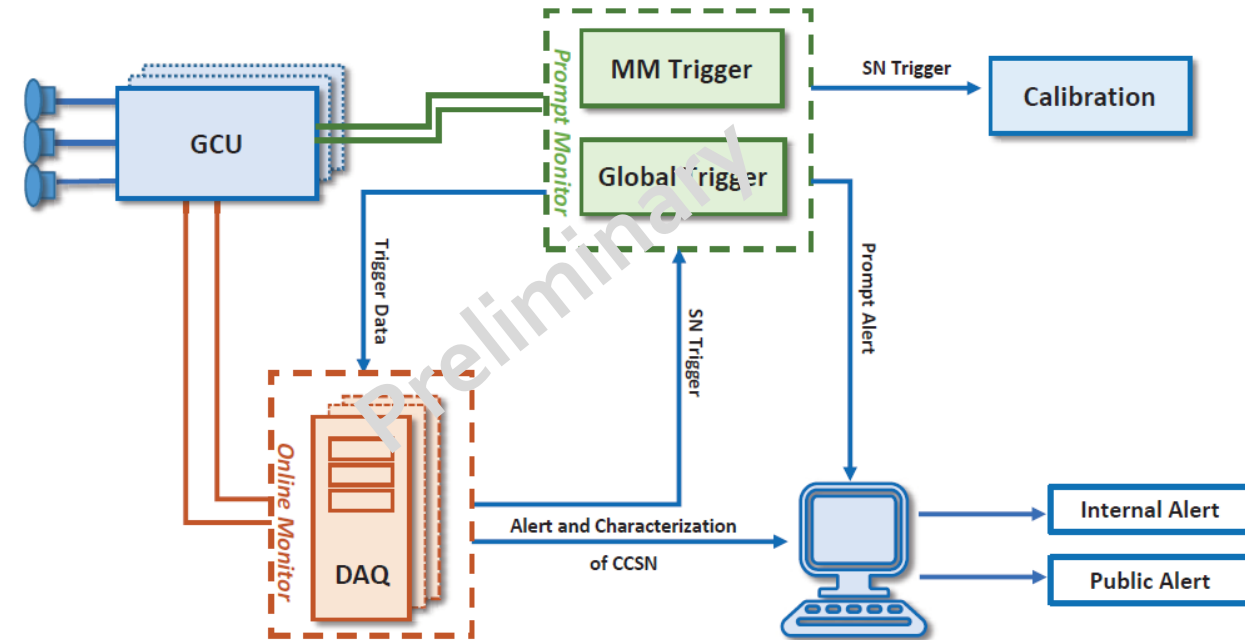 MM Trigger
SN Trigger
Calibration
Prompt Monitor
GCU
Global Trigger
Trigger Data
SN Trigger
Prompt Alert
Preliminary
Online Monitor
DAQ
Alert and Characterization
of CCSN
Internal Alert
Public Alert